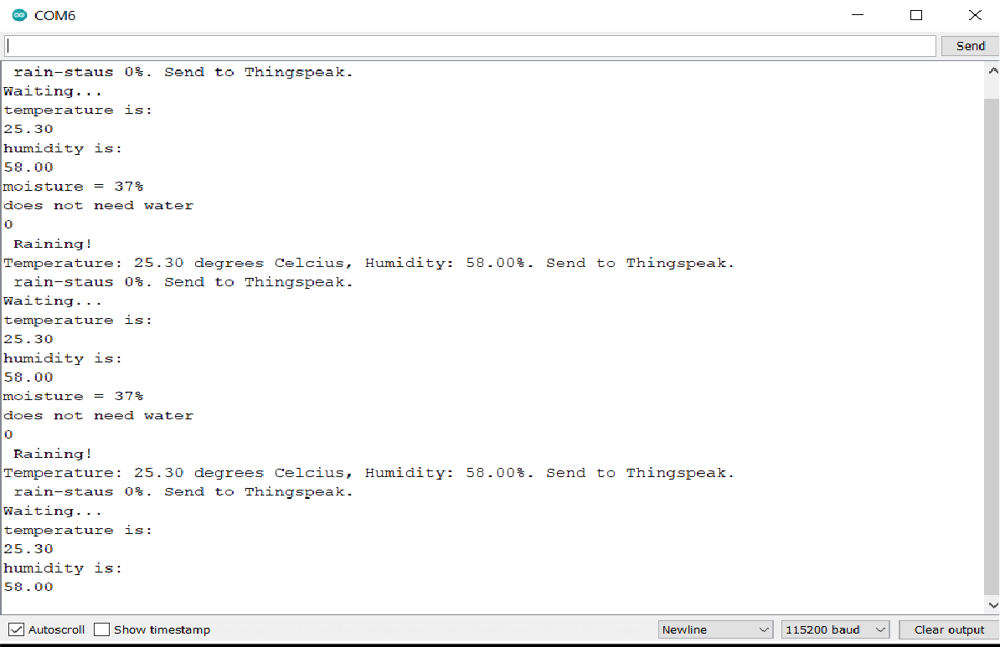 COM6
Send
rain-staus 0%. Send to Thingspeak.
Waiting...
temperature is:
25.30
humidity is:
58.00
moisture = 37%
does not need water
0
Raining!
Temperature: 25.30 degrees Celcius, Humidity: 58.00%. Send to Thingspeak.
rain-staus 0%. Send to Thingspeak.
Waiting...
temperature is:
25.30
humidity is:
58.00
moisture = 37%
does not need water
0
Raining!
Temperature: 25.30 degrees Celcius, Humidity: 58.00%. Send to Thingspeak.
rain-staus 0%. Send to Thingspeak.
Waiting...
temperature is:
25.30
humidity is:
58.00
Autoscroll Show timestamp Newline 115200 baud Clear output